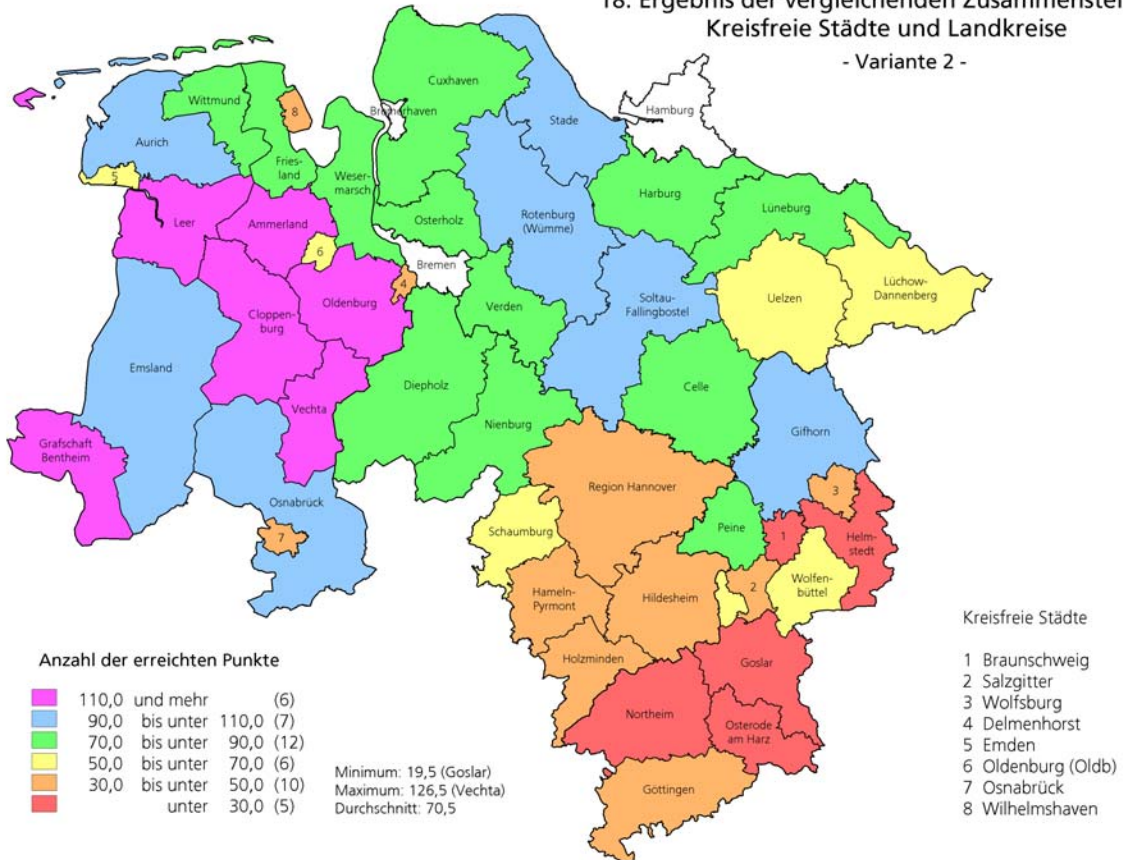 18. Ergebnis der vergleichenden Zusammenstel
Kreisfreie Städte und Landkreise
- Variante 2 -
Cuxhaven
Wittmund
8
Bremerhaven
Hamburg
Stade
Aurich
Fries-
land
Weser-
marsch
5
Harburg
Lüneburg
Leer
Ammerland
Osterholz
Rotenburg
(Wümme)
6
Bremen
4
Lüchow-
Dannenberg
Uelzen
Oldenburg
Verden
Soltau-
Fallingbostel
Cloppen-
burg
Emsland
Diepholz
Celle
Vechta
Nienburg
Gifhorn
Grafschaft
Bentheim
Region Hannover
3
Osnabrück
7
Schaumburg
Peine
1
Helm-
stedt
Hameln-
Pyrmont
Hildesheim
2
Wolfen-
büttel
Holzminden
Goslar
Northeim
Osterode
am Harz
Göttingen
Anzahl der erreichten Punkte
110,0 und mehr (6)
90,0 bis unter 110,0 (7)
70,0 bis unter 90,0 (12)
50,0 bis unter 70,0 (6)
30,0 bis unter 50,0 (10)
unter 30,0 (5)
Minimum: 19,5 (Goslar)
Maximum: 126,5 (Vechta)
Durchschnitt: 70,5
Kreisfreie Städte
1 Braunschweig
2 Salzgitter
3 Wolfsburg
4 Delmenhorst
5 Emden
6 Oldenburg (Oldb)
7 Osnabrück
8 Wilhelmshaven